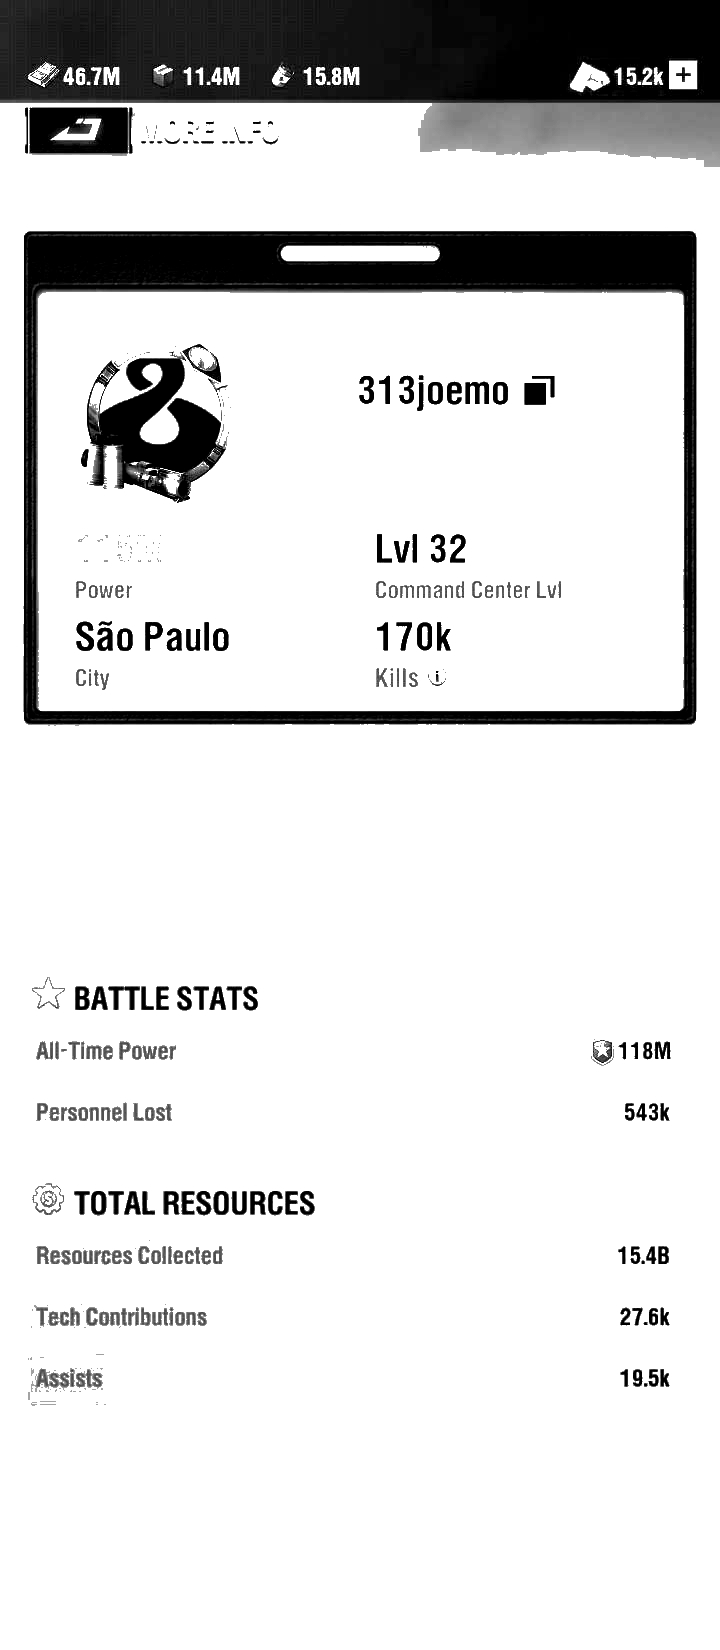 46.7M 11.4M 15.8M 15.2k +
MORE INFO
313joemo
Lvl 32
Power Command Center Lvl
São Paulo 170k
City Kills
BATTLE STATS
All-Time Power 118M
Personnel Lost 543k
TOTAL RESOURCES
Resources Collected 15.4B
Tech Contributions 27.6k
Assists 19.5k